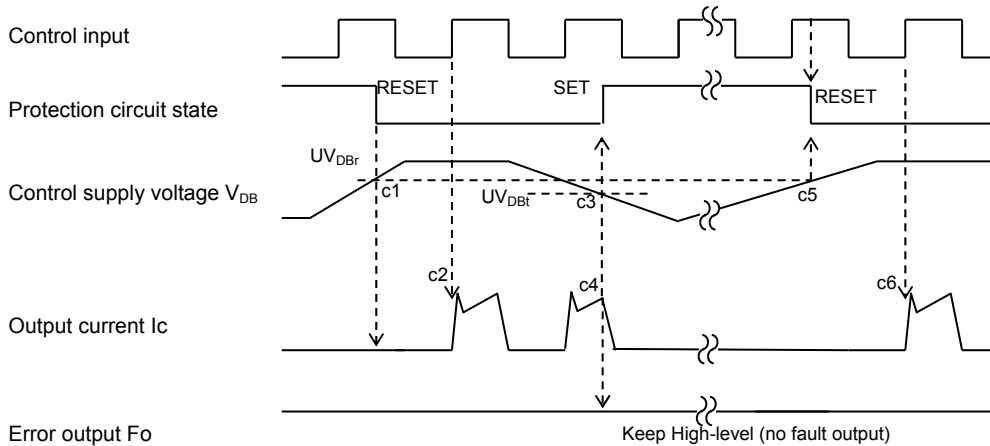 Control input
RESET
SET
RESET
Protection circuit state
UVDBr
Control supply voltage VDB
c1
UVDBt
c3
c5
c2
c4
c6
Output current Ic
Error output Fo
Keep High-level (no fault output)